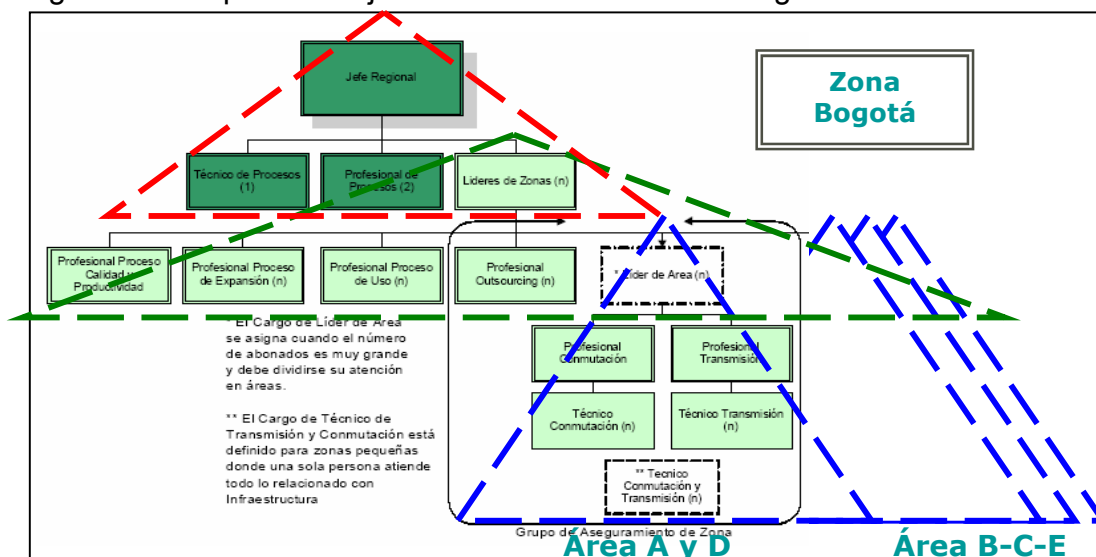 Zona
Bogotá
Jefe Regional
Técnico de Procesos
(1)
Profesional de
Procesos (2)
Lideres de Zonas (n)
Profesional Proceso
Calidad y
Productividad
Profesional Proceso
de Expansión (n)
Profesional Proceso
de Uso (n)
Profesional
Outsourcing (n)
* Líder de Area (n)
* El Cargo de Líder de Area
se asigna cuando el número
de abonados es muy grande
y debe dividirse su atención
en áreas.
** El Cargo de Técnico de
Transmisión y Conmutación está
definido para zonas pequeñas
donde una sola persona atiende
todo lo relacionado con
Infraestructura
Profesional
Conmutación
Profesional
Transmisión
Técnico
Conmutación (n)
Técnico Transmisión
(n)
** Tecnico
Conmutación y
Transmisión (n)
Grupo de Aseguramiento de Zona
Área A y D
Área B-C-E